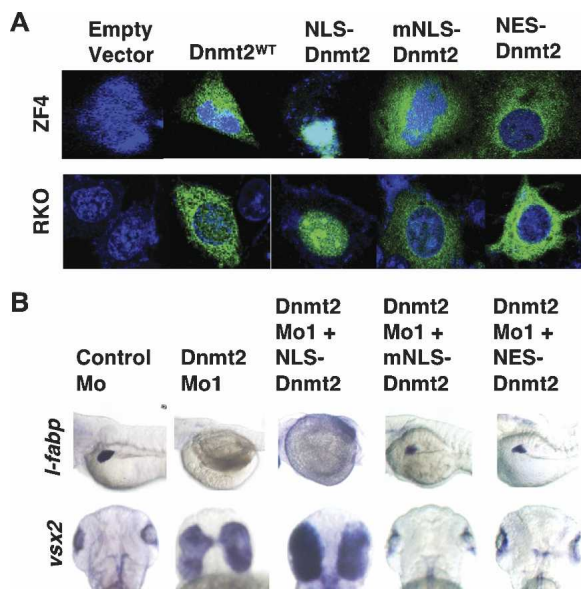 A
Empty Vector
Dnmt2WT
NLS-Dnmt2
mNLS-Dnmt2
NES-Dnmt2
ZF4
RKO
B
Control Mo
Dnmt2 Mo1
Dnmt2 Mo1 + NLS-Dnmt2
Dnmt2 Mo1 + mNLS-Dnmt2
Dnmt2 Mo1 + NES-Dnmt2
l-fabp
vsx2